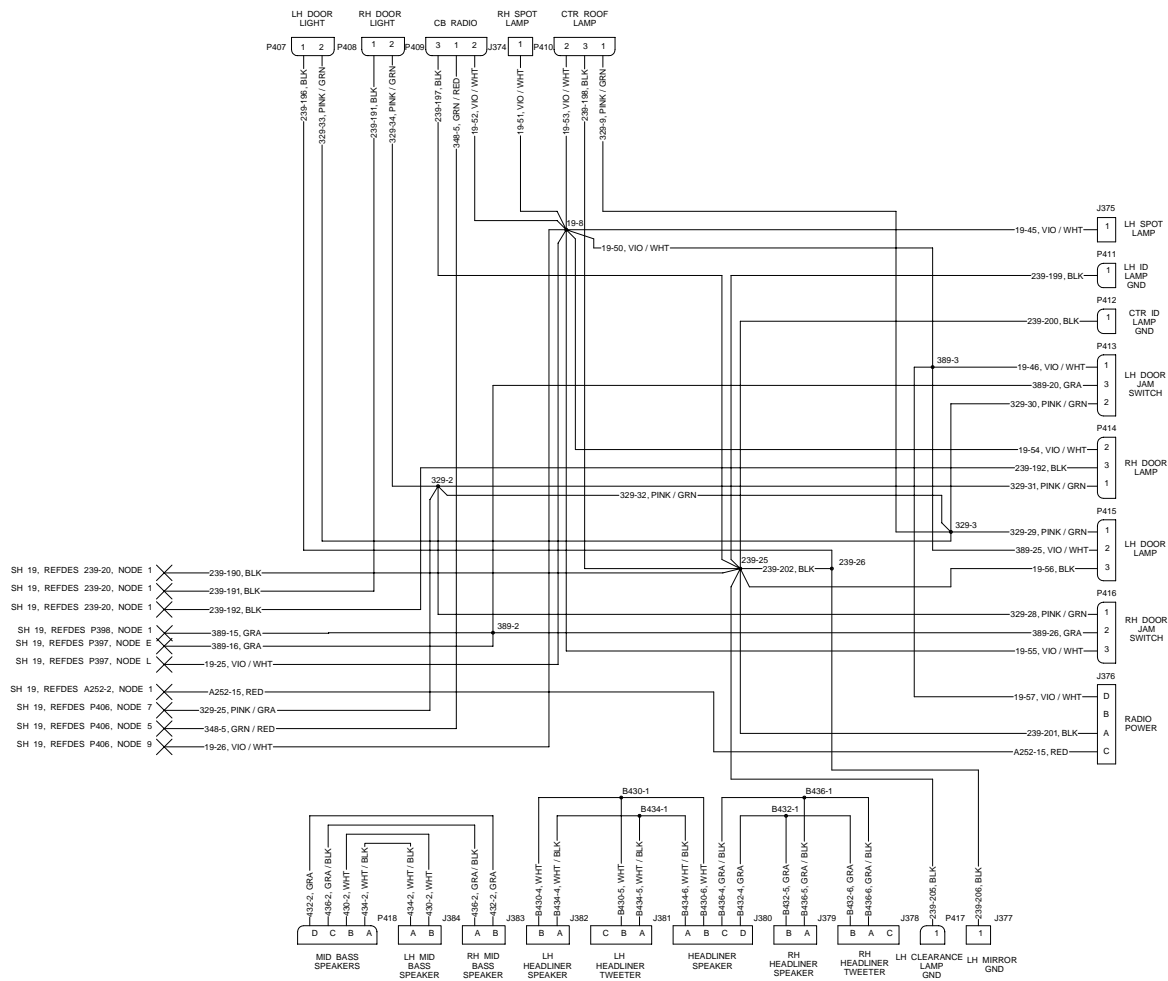 LH DOOR
LIGHT
RH DOOR
LIGHT
CB RADIO
RH SPOT
LAMP
CTR ROOF
LAMP
P407 1 2
P408 1 2
P409 3 1 2
J374 1
P410 2 3 1
239-196, BLK
329-33, PINK / GRN
239-191, BLK
329-34, PINK / GRN
239-197, BLK
348-5, GRN / RED
19-52, VIO / WHT
19-51, VIO / WHT
19-53, VIO / WHT
239-198, BLK
329-9, PINK / GRN
19-8
19-50, VIO / WHT
J375
19-45, VIO / WHT 1
LH SPOT
LAMP
P411
239-199, BLK 1
LH ID
LAMP
GND
P412
239-200, BLK 1
CTR ID
LAMP
GND
P413
389-3
19-46, VIO / WHT 1
389-20, GRA 3
329-30, PINK / GRN 2
LH DOOR
JAM
SWITCH
P414
19-54, VIO / WHT 2
239-192, BLK 3
329-31, PINK / GRN 1
RH DOOR
LAMP
329-2
329-32, PINK / GRN
P415
329-3
329-29, PINK / GRN 1
389-25, VIO / WHT 2
19-56, BLK 3
LH DOOR
LAMP
239-25
239-202, BLK
239-26
P416
329-28, PINK / GRN 1
389-26, GRA 2
19-55, VIO / WHT 3
RH DOOR
JAM
SWITCH
J376
19-57, VIO / WHT D
B
239-201, BLK A
A252-15, RED C
RADIO
POWER
SH 19, REFDES 239-20, NODE 1 239-190, BLK
SH 19, REFDES 239-20, NODE 1 239-191, BLK
SH 19, REFDES 239-20, NODE 1 239-192, BLK
SH 19, REFDES P398, NODE 1 389-15, GRA
389-2
SH 19, REFDES P397, NODE E 389-16, GRA
SH 19, REFDES P397, NODE L 19-25, VIO / WHT
SH 19, REFDES A252-2, NODE 1 A252-15, RED
SH 19, REFDES P406, NODE 7 329-25, PINK / GRA
SH 19, REFDES P406, NODE 5 348-5, GRN / RED
SH 19, REFDES P406, NODE 9 19-26, VIO / WHT
B430-1
B434-1
B436-1
B432-1
432-2, GRA
436-2, GRA / BLK
430-2, WHT
434-2, WHT / BLK
434-2, WHT
430-2, WHT
436-2, GRA / BLK
432-2, GRA
B430-4, WHT
B434-4, WHT / BLK
B430-5, WHT
B434-5, WHT / BLK
B434-6, WHT / BLK
B430-6, WHT
B436-4, GRA / BLK
B432-4, GRA
B432-5, GRA
B436-5, GRA / BLK
B432-6, GRA
B436-6, GRA / BLK
239-205, BLK
239-206, BLK
D C B A P418
A B J384
A B J383
B A J382
C B A J381
A B C D J380
B A J379
B A C J378
1 P417
1 J377
MID BASS
SPEAKERS
LH MID
BASS
SPEAKER
RH MID
BASS
SPEAKER
LH
HEADLINER
SPEAKER
LH
HEADLINER
TWEETER
HEADLINER
SPEAKER
RH
HEADLINER
SPEAKER
RH
HEADLINER
TWEETER
LH CLEARANCE
LAMP
GND
LH MIRROR
GND